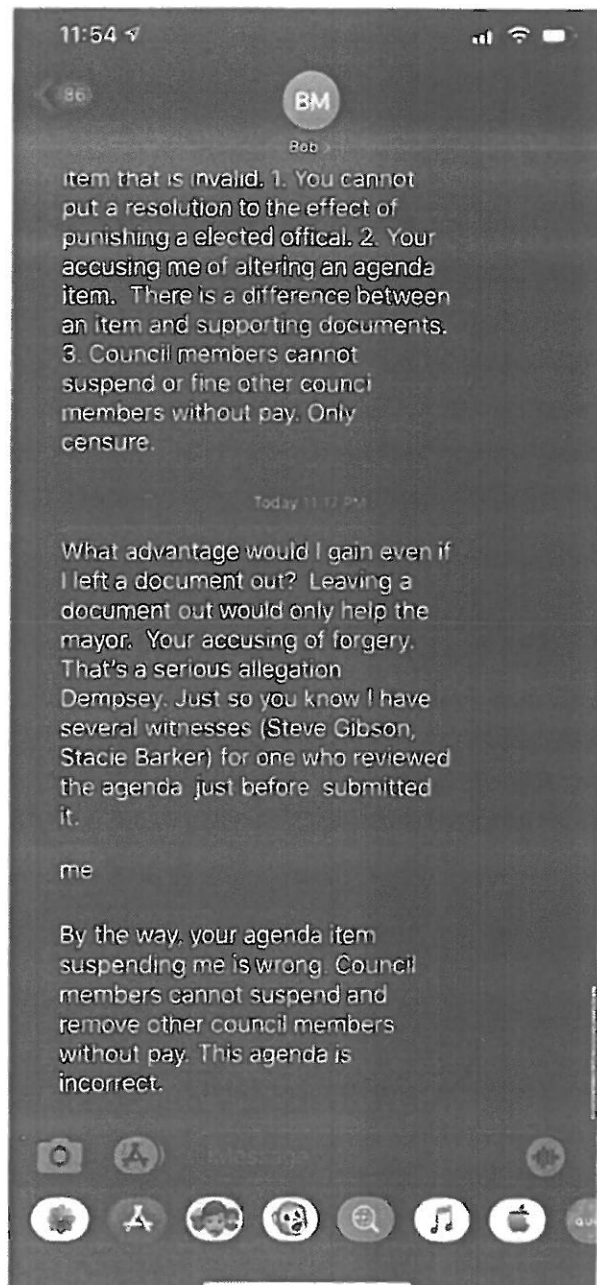 11:54
86
BM
Bob
item that is invalid. 1. You cannot
put a resolution to the effect of
punishing a elected offical. 2. Your
accusing me of altering an agenda
item. There is a difference between
an item and supporting documents.
3. Council members cannot
suspend or fine other counci
members without pay. Only
censure.
Today 11:17 PM
What advantage would I gain even if
I left a document out? Leaving a
document out would only help the
mayor. Your accusing of forgery.
That's a serious allegation
Dempsey. Just so you know I have
several witnesses (Steve Gibson,
Stacie Barker) for one who reviewed
the agenda just before submitted
it.
me
By the way, your agenda item
suspending me is wrong. Council
members cannot suspend and
remove other council members
without pay. This agenda is
incorrect.
iMessage